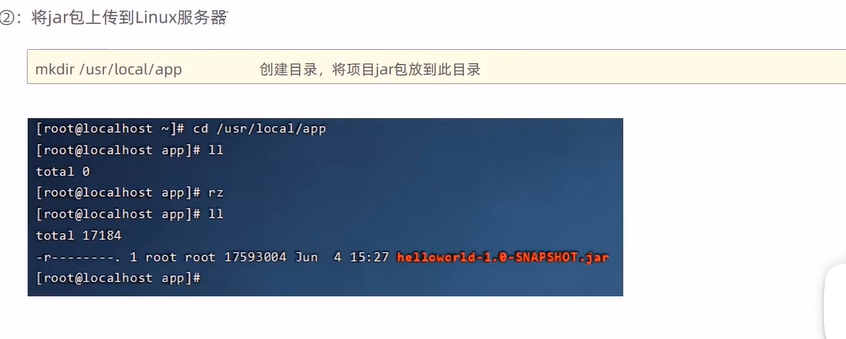 ②：将jar包上传到Linux服务器
mkdir /usr/local/app 创建目录，将项目jar包放到此目录
[root@localhost ~]# cd /usr/local/app
[root@localhost app]# ll
total 0
[root@localhost app]# rz
[root@localhost app]# ll
total 17184
-r--------. 1 root root 17593004 Jun  4 15:27 helloworld-1.0-SNAPSHOT.jar
[root@localhost app]#